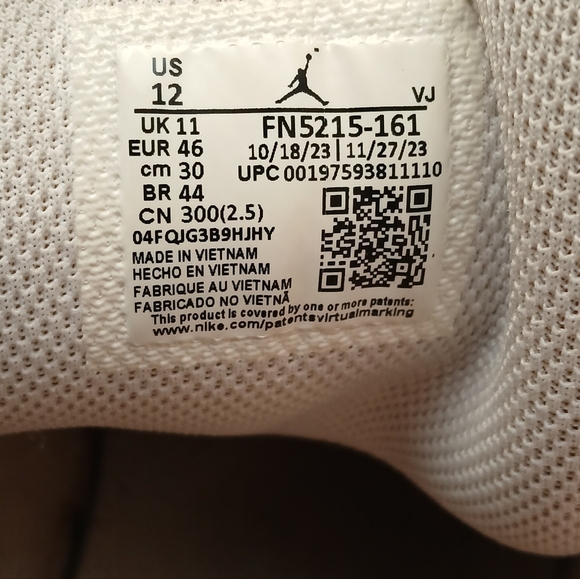 US
12
VJ
UK 11
EUR 46
cm 30
BR 44
CN 300(2.5)
FN5215-161
10/18/23 | 11/27/23
UPC 00197593811110
04FQJG3B9HJHY
MADE IN VIETNAM
HECHO EN VIETNAM
FABRIQUE AU VIETNAM
FABRICADO NO VIETNÃ
This product is covered by one or more patents:
www.nike.com/patentsvirtualmarking